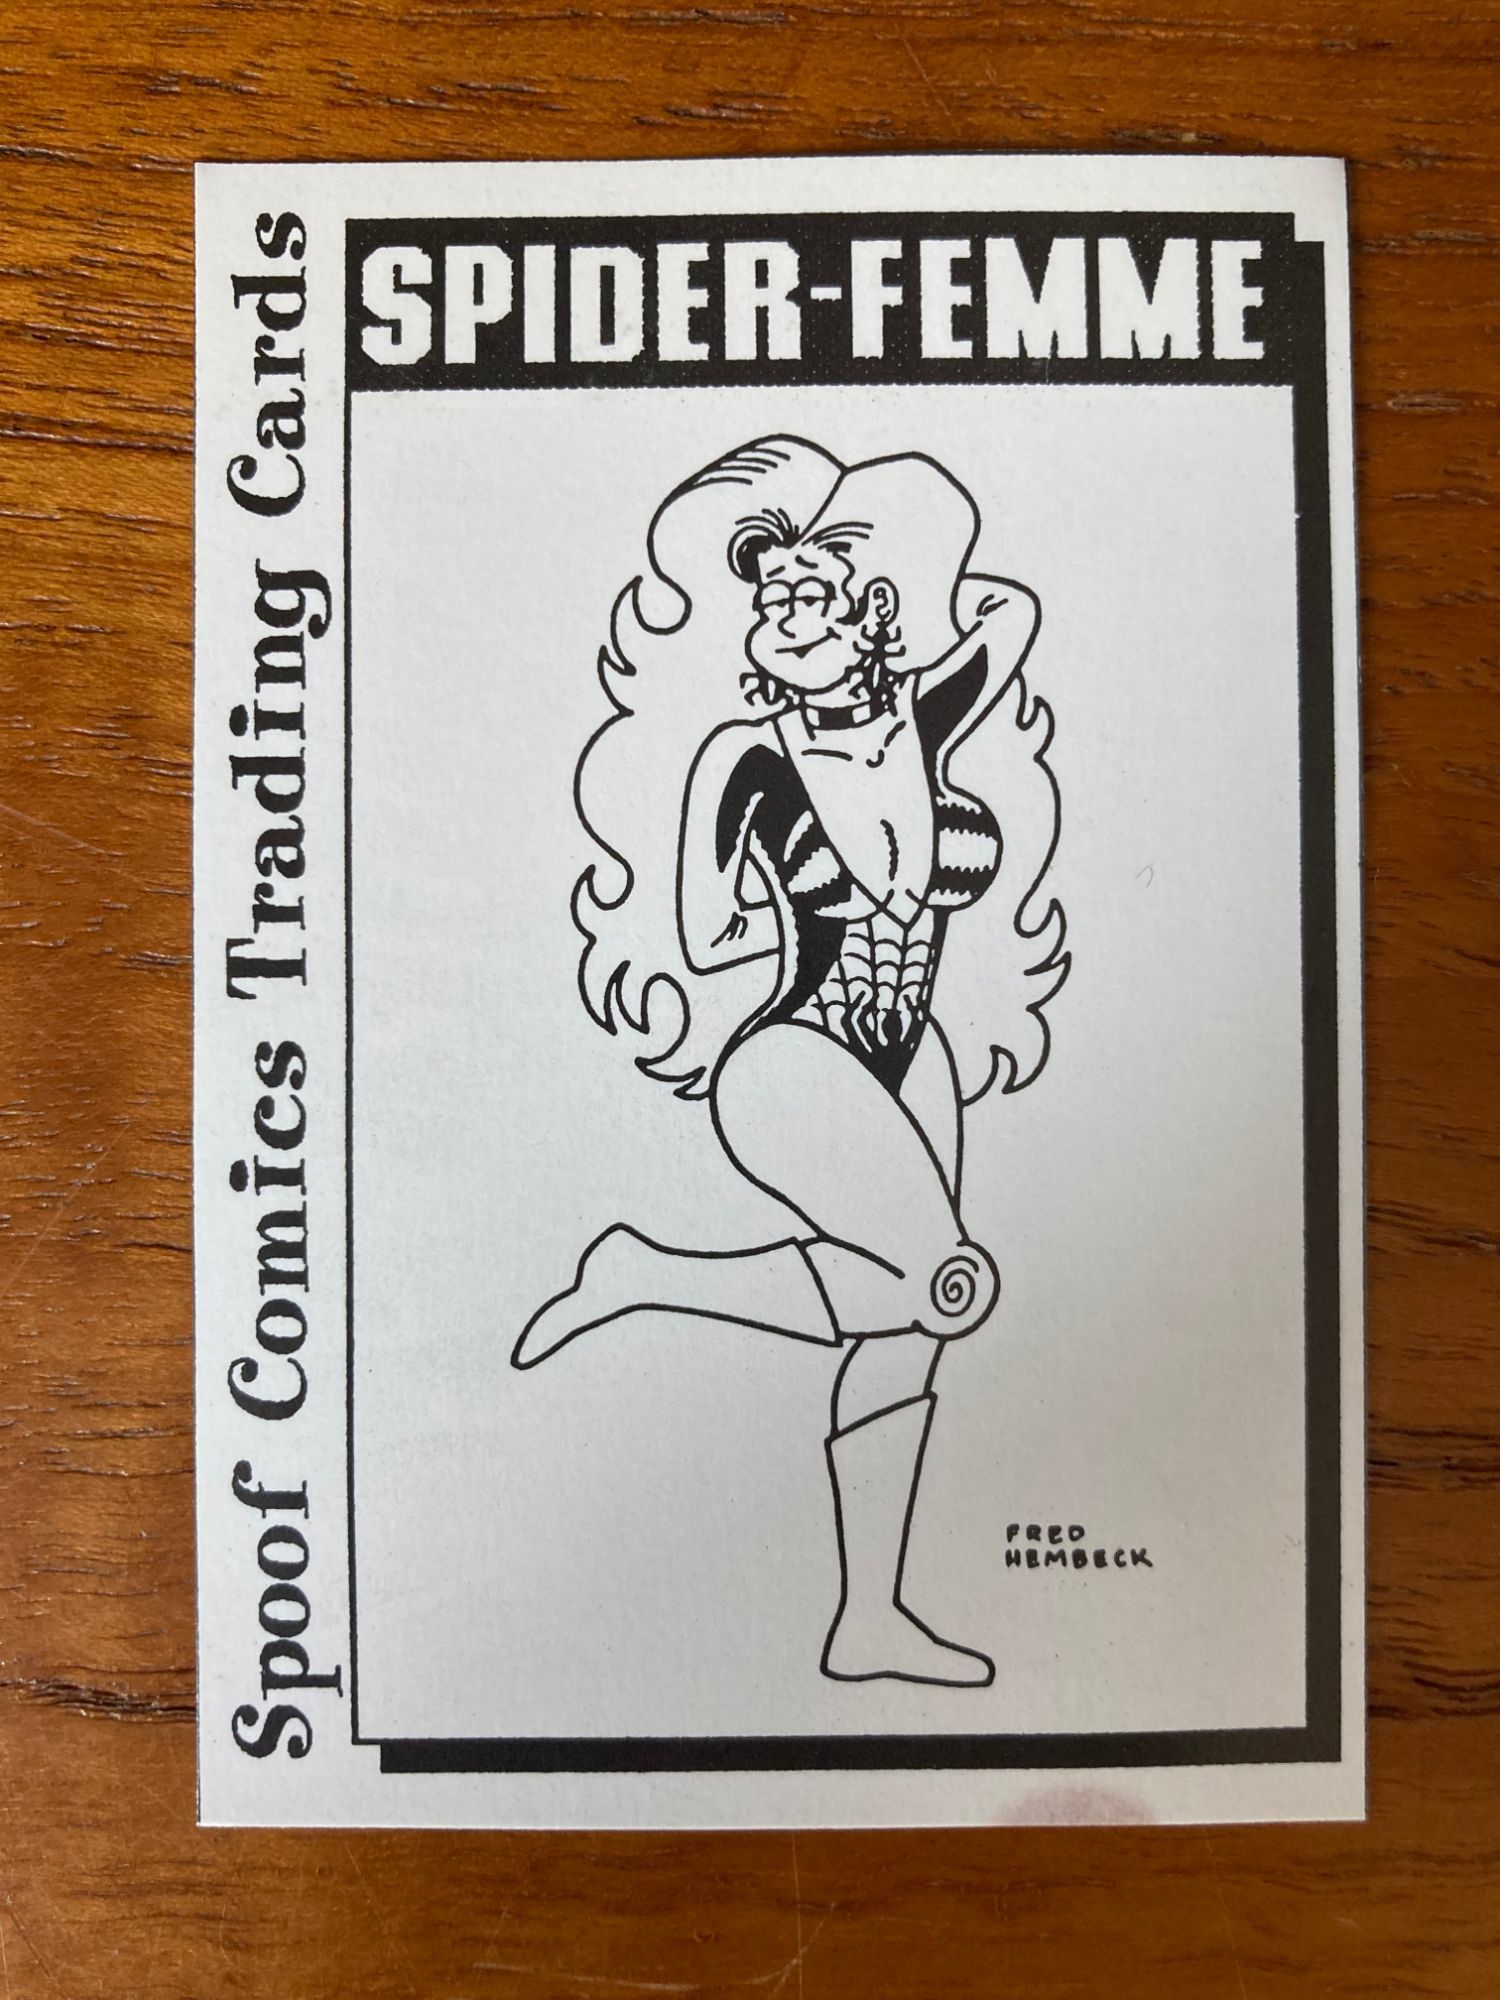 SPIDER-FEMME
Spoof Comics Trading Cards
FRED
HEMBECK